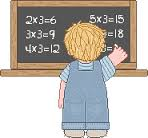 2x3=6 5x3=15
3x3=9 =18
4x3=12 =